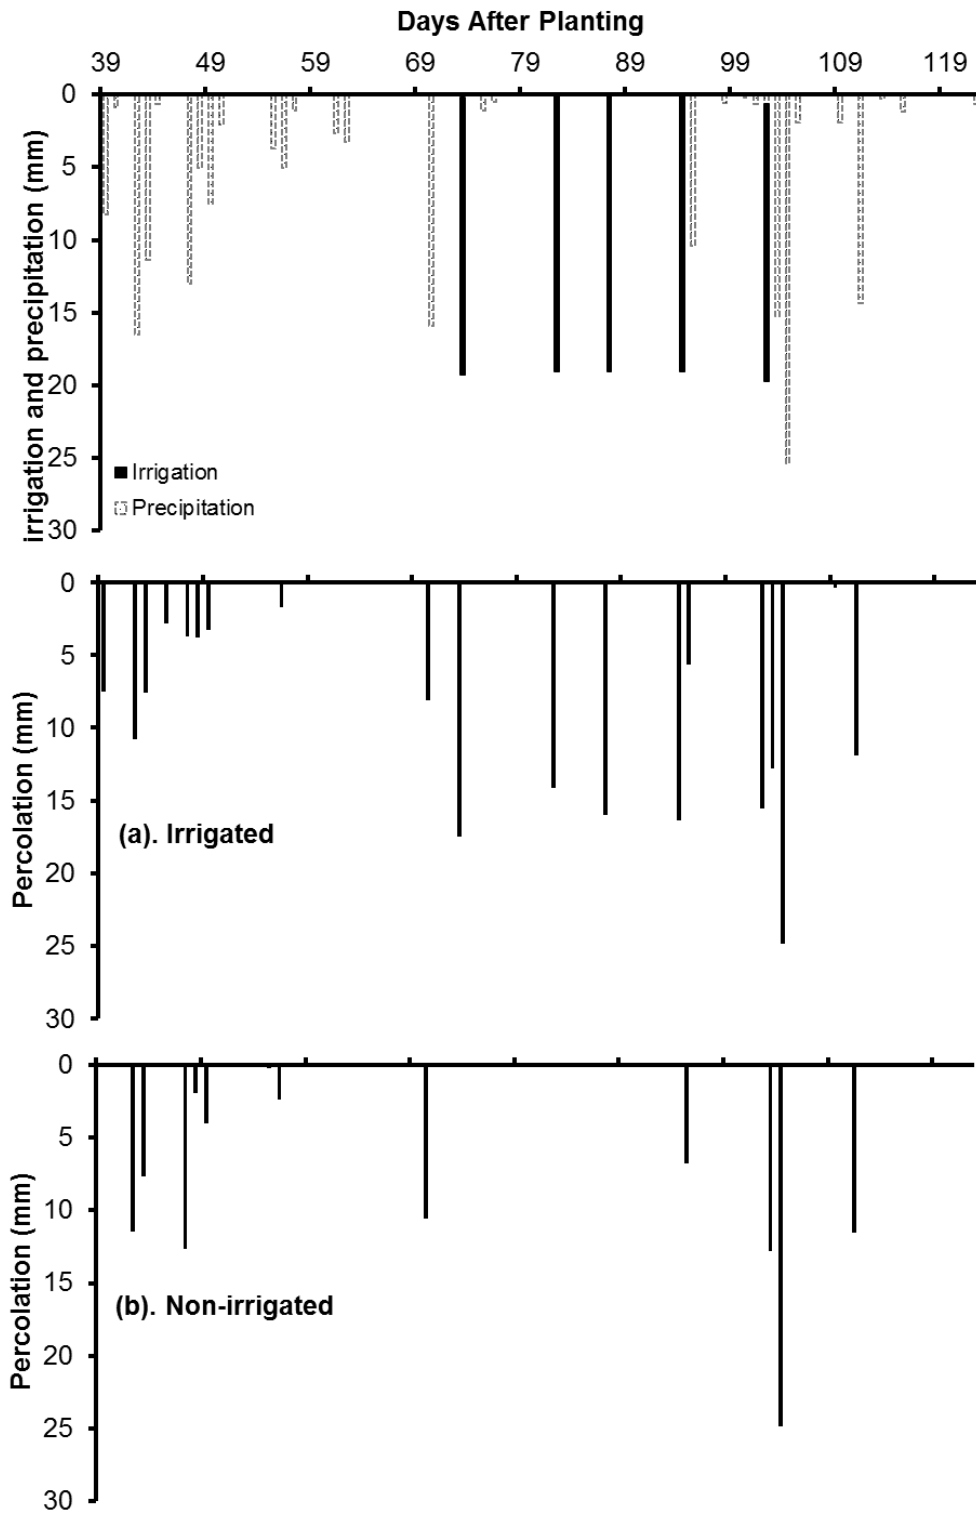 Days After Planting
39 49 59 69 79 89 99 109 119
irrigation and precipitation (mm)
0
5
10
15
20
25
30
Irrigation
Precipitation
Percolation (mm)
0
5
10
15
20
25
30
(a). Irrigated
Percolation (mm)
0
5
10
15
20
25
30
(b). Non-irrigated